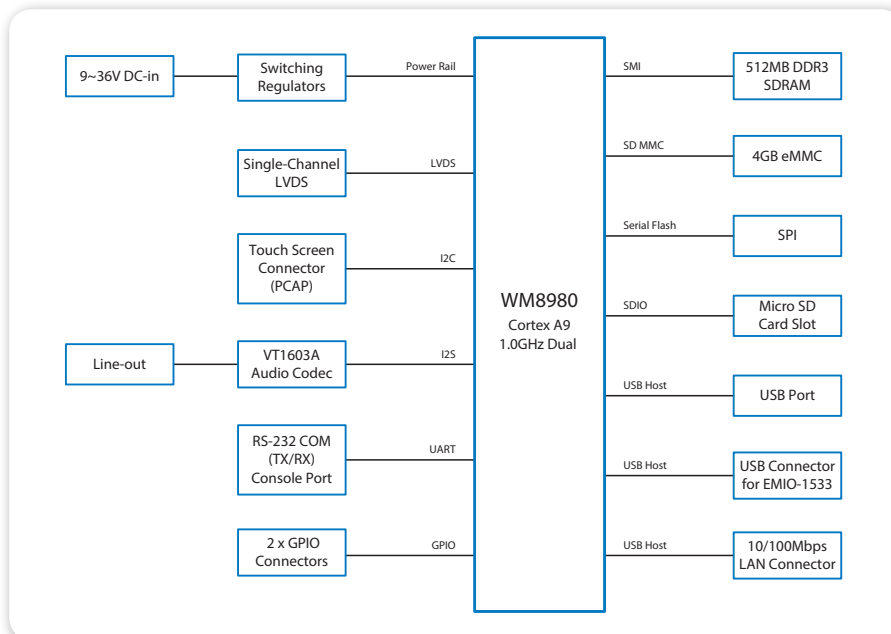 9~36V DC-in
Switching
Regulators
Power Rail
Single-Channel
LVDS
LVDS
Touch Screen
Connector
(PCAP)
I2C
Line-out
VT1603A
Audio Codec
I2S
RS-232 COM
(TX/RX)
Console Port
UART
2 x GPIO
Connectors
GPIO
WM8980
Cortex A9
1.0GHz Dual
SMI
512MB DDR3
SDRAM
SD MMC
4GB eMMC
Serial Flash
SPI
SDIO
Micro SD
Card Slot
USB Host
USB Port
USB Host
USB Connector
for EMIO-1533
USB Host
10/100Mbps
LAN Connector